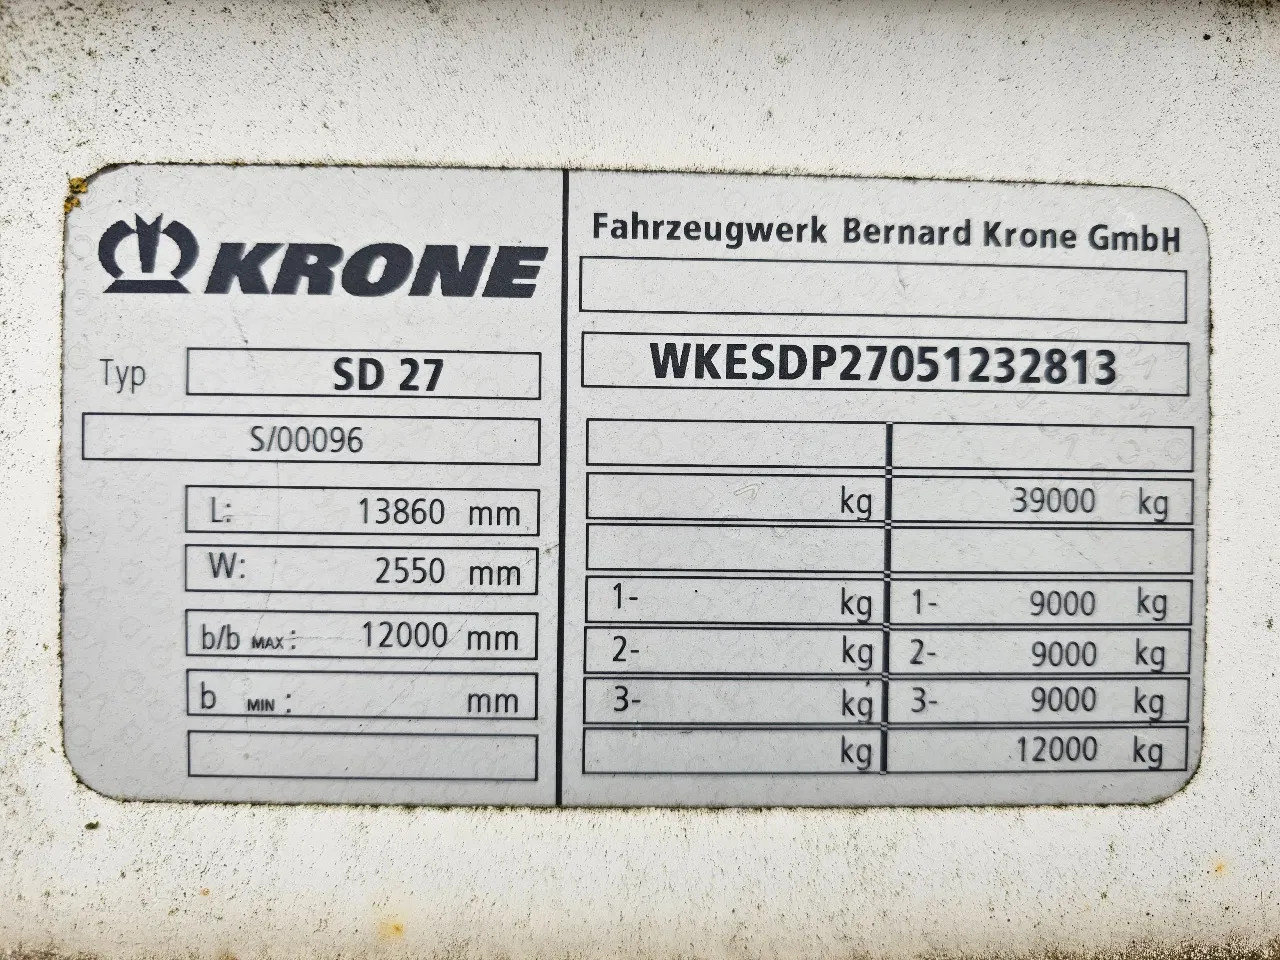 KRONE
Typ SD 27
S/00096
L: 13860 mm
W: 2550 mm
b/b MAX: 12000 mm
b MIN: mm
Fahrzeugwerk Bernard Krone GmbH
WKESDP27051232813
kg 39000 kg
1- kg 1- 9000 kg
2- kg 2- 9000 kg
3- kg 3- 9000 kg
kg 12000 kg